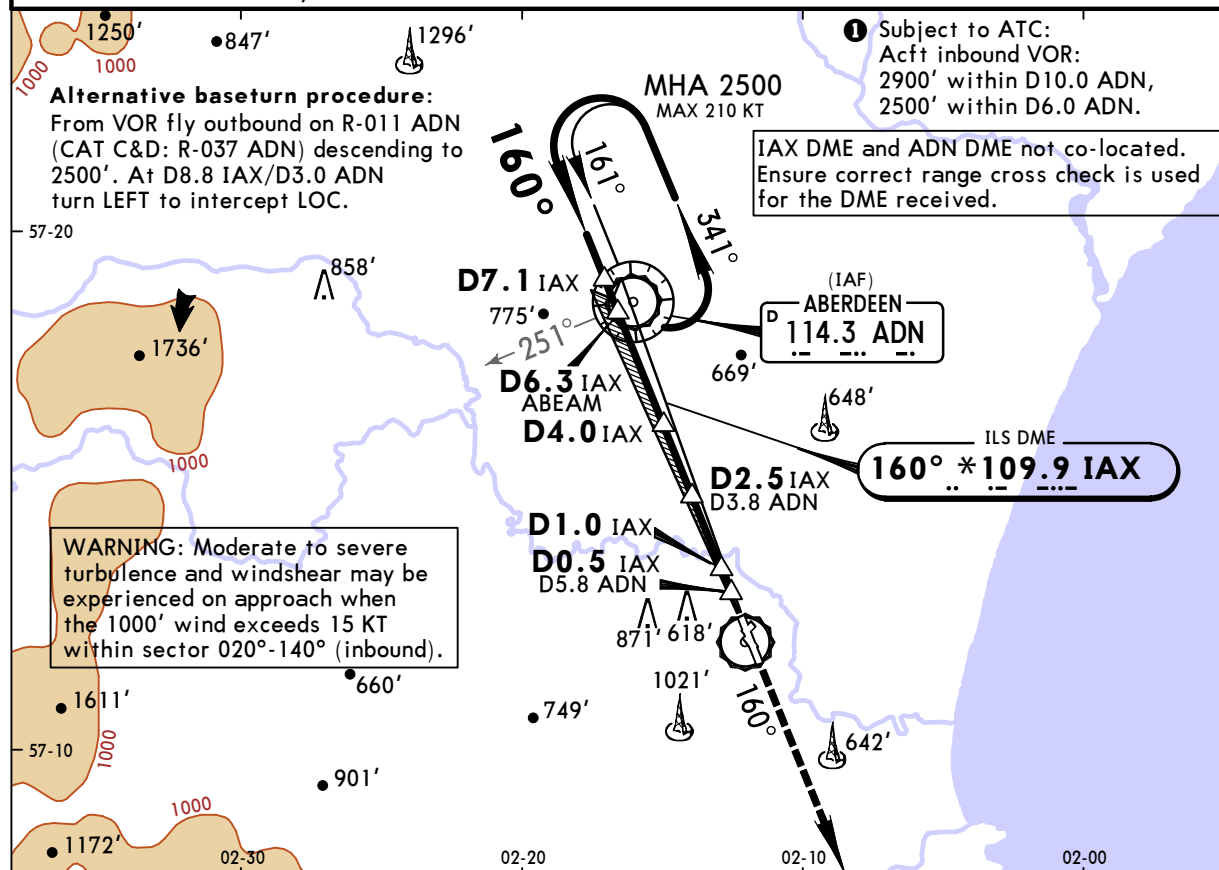 1250'
1000
1000
847'
1296'
❶ Subject to ATC:
Acft inbound VOR:
2900' within D10.0 ADN,
2500' within D6.0 ADN.
MHA 2500
MAX 210 KT
Alternative baseturn procedure:
From VOR fly outbound on R-011 ADN
(CAT C&D: R-037 ADN) descending to
2500'. At D8.8 IAX/D3.0 ADN
turn LEFT to intercept LOC.
IAX DME and ADN DME not co-located.
Ensure correct range cross check is used
for the DME received.
160°
161°
341°
57-20
858'
D7.1 IAX
775'
251°
(IAF)
ABERDEEN
D 114.3 ADN
1736'
669'
D6.3 IAX
ABEAM
648'
D4.0 IAX
ILS DME
160° *109.9 IAX
1000
D2.5 IAX
D3.8 ADN
D1.0 IAX
D0.5 IAX
D5.8 ADN
WARNING: Moderate to severe
turbulence and windshear may be
experienced on approach when
the 1000' wind exceeds 15 KT
within sector 020°-140° (inbound).
871'
618'
660'
1021'
160°
1611'
749'
642'
1000
57-10
901'
1000
1172'
02-30
02-20
02-10
02-00